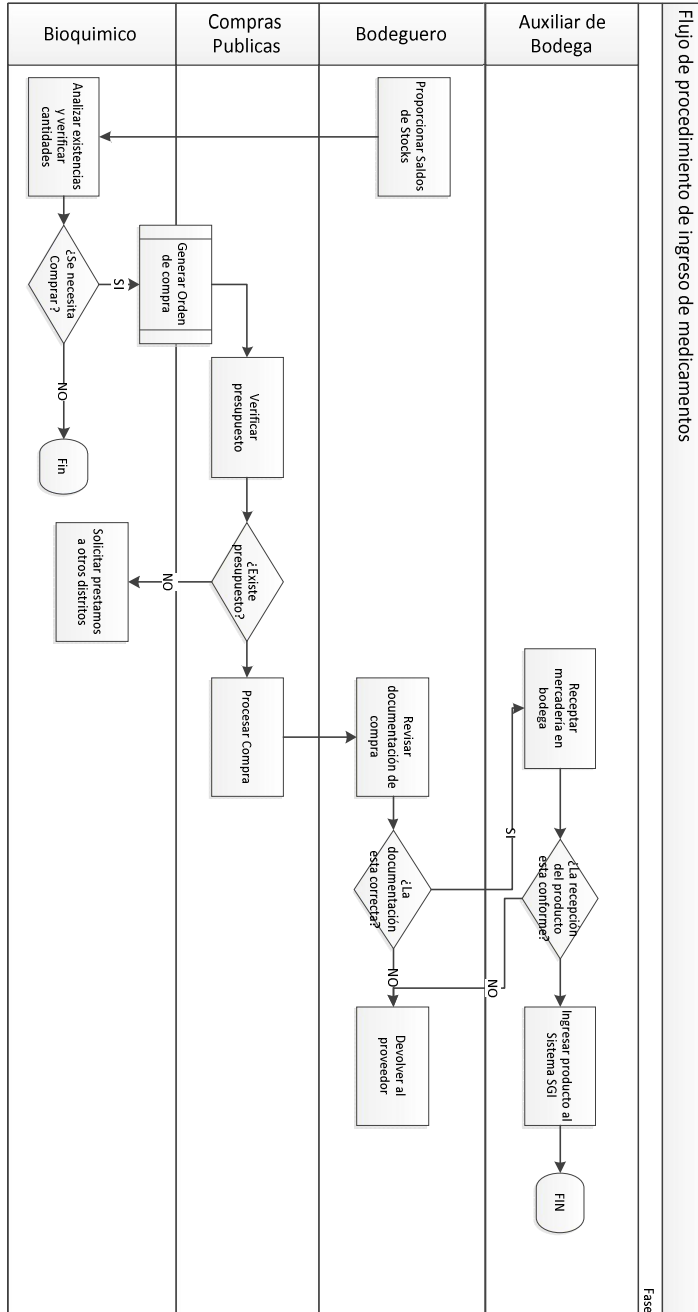 Flujo de procedimiento de ingreso de medicamentos
Fase
Bioquimico
Compras
Publicas
Bodeguero
Auxiliar de
Bodega
Proporcionar Saldos
de Stocks
Analizar existencias
y verificar
cantidades
¿Se necesita
Comprar ?
SI
NO
Fin
Generar Orden
de compra
Verificar
presupuesto
¿Existe
presupuesto?
NO
Solicitar prestamos
a otros distritos
Procesar Compra
Revisar
documentación de
compra
¿La
documentación
esta correcta?
SI
NO
Devolver al
proveedor
Receptar
mercadería en
bodega
¿La recepción
del producto
esta conforme?
NO
Ingresar producto al
Sistema SGI
FIN